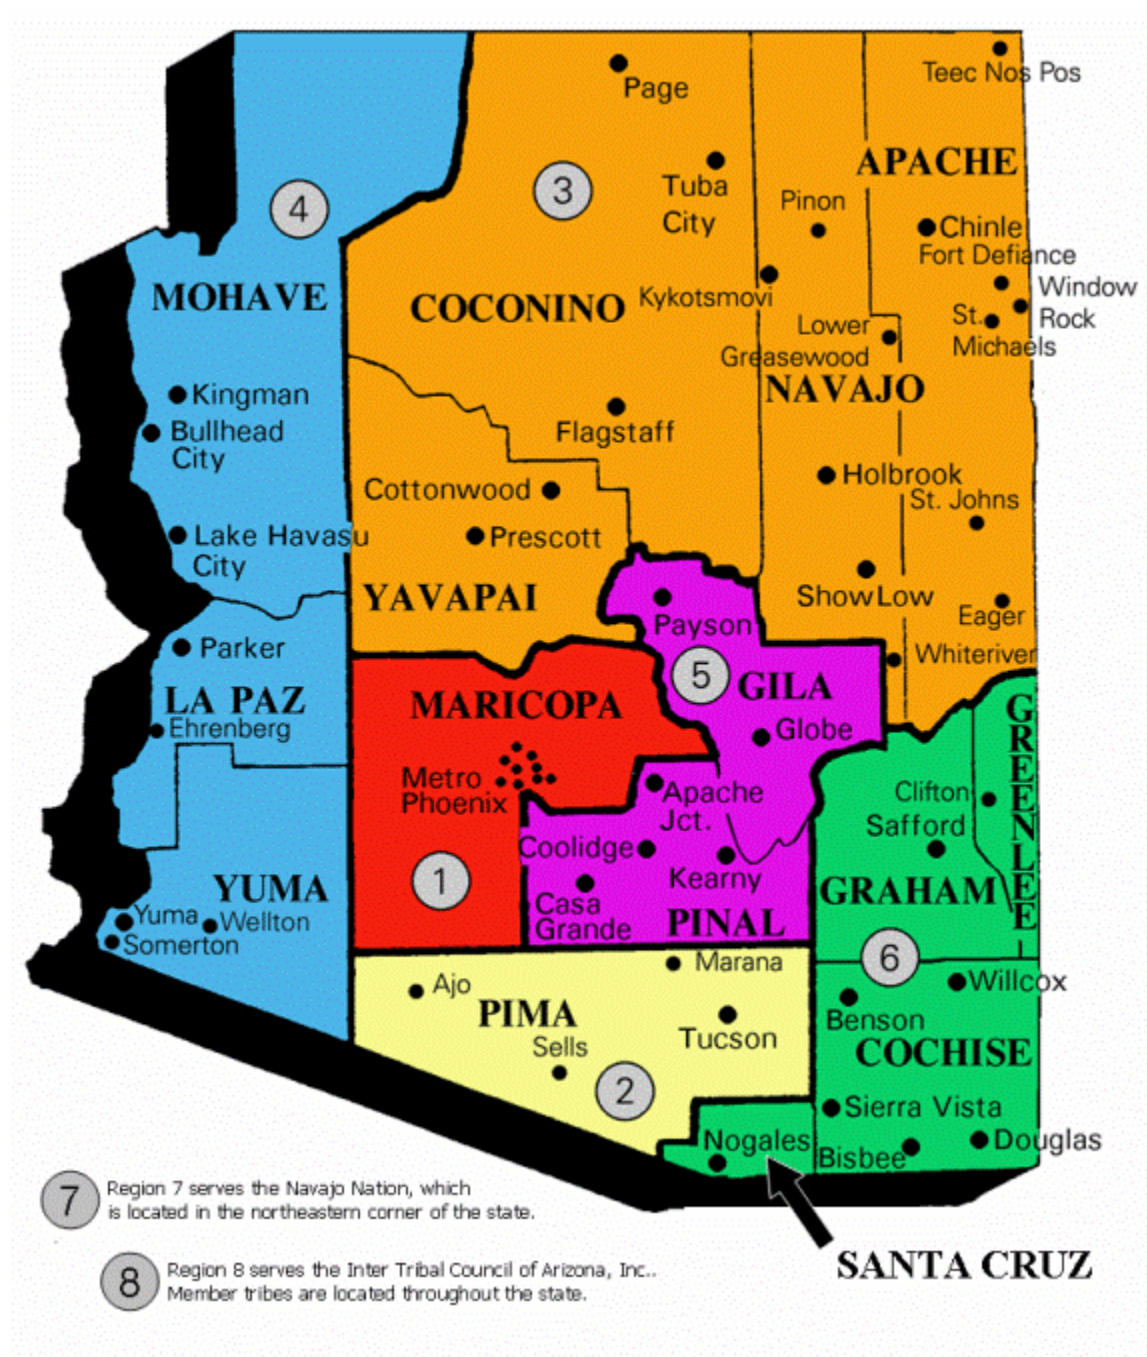 Page
Teec Nos Pos
APACHE
3
Tuba
City
4
Pinon
Chinle
Fort Defiance
Window
Rock
MOHAVE
COCONINO
Kykotsmovi
St.
Michaels
Lower
Greasewood
NAVAJO
Kingman
Bullhead
City
Flagstaff
Holbrook
Cottonwood
St. Johns
Lake Havasu
City
Prescott
YAVAPAI
Show Low
Eager
Payson
Parker
Whiteriver
5
GILA
LA PAZ
MARICOPA
GREENLEE
Ehrenberg
Globe
Metro
Phoenix
Apache
Jct.
Clifton
Safford
Coolidge
Kearny
1
YUMA
GRAHAM
Casa
Grande
PINAL
Yuma
Wellton
Somerton
6
Marana
Ajo
Willcox
PIMA
Benson
Tucson
Sells
COCHISE
2
Sierra Vista
Nogales
Bisbee
Douglas
7
Region 7 serves the Navajo Nation, which
is located in the northeastern corner of the state.
SANTA CRUZ
8
Region 8 serves the Inter Tribal Council of Arizona, Inc..
Member tribes are located throughout the state.